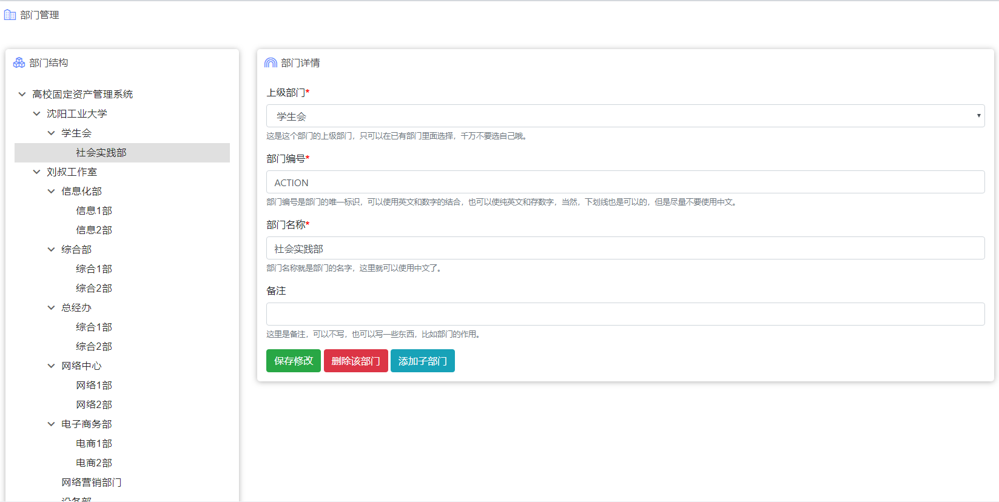 部门管理
部门结构
高校固定资产管理系统
沈阳工业大学
学生会
社会实践部
刘叔工作室
信息化部
信息1部
信息2部
综合部
综合1部
综合2部
总经办
综合1部
综合2部
网络中心
网络1部
网络2部
电子商务部
电商1部
电商2部
网络营销部门
设备部
部门详情
上级部门*
学生会
这是这个部门的上级部门，只可以在已有部门里面选择，千万不要选自己哦。
部门编号*
ACTION
部门编号是部门的唯一标识，可以使用英文和数字的结合，也可以使纯英文和存数字，当然，下划线也是可以的，但是尽量不要使用中文。
部门名称*
社会实践部
部门名称就是部门的名字，这里就可以使用中文了。
备注
这里是备注，可以不写，也可以写一些东西，比如部门的作用。
保存修改 删除该部门 添加子部门